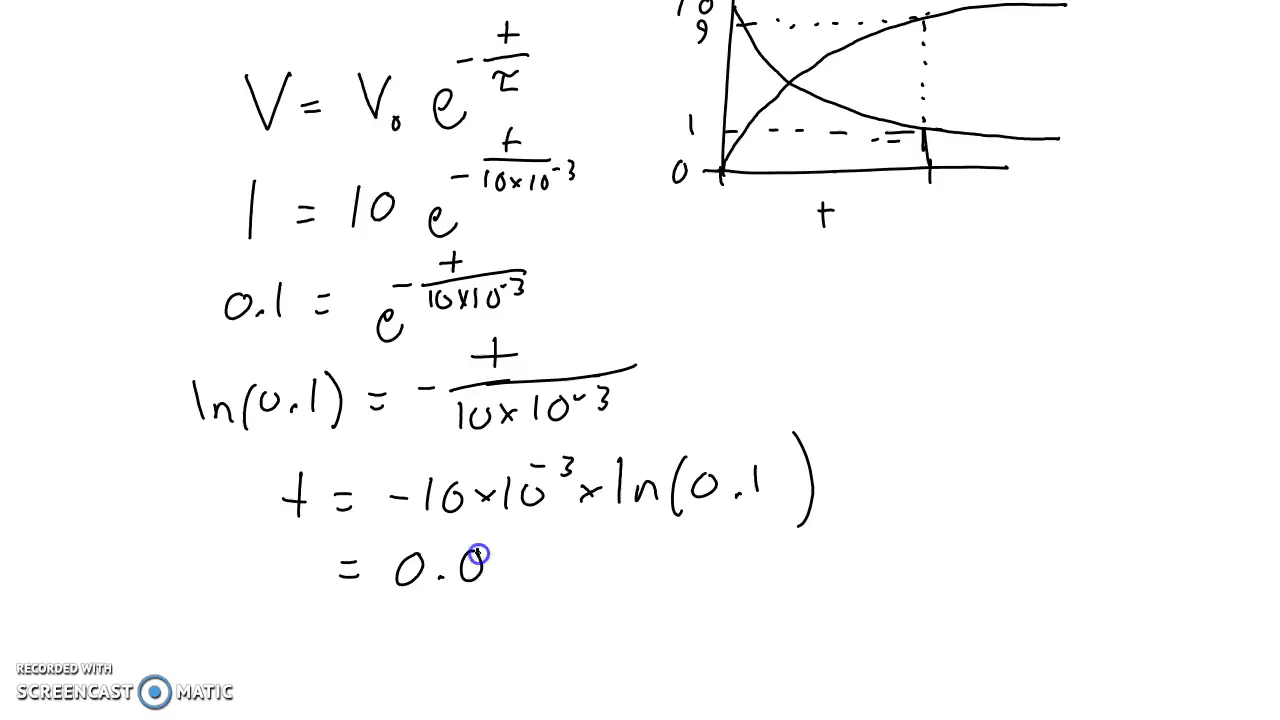 V = V₀ e^(-t/τ)
1 = 10 e^(-t/(10×10⁻³))
0.1 = e^(-t/(10×10⁻³))
ln(0.1) = -t/(10×10⁻³)
t = -10×10⁻³×ln(0.1)
= 0.0
10
9
1
0
t
RECORDED WITH
SCREENCAST MATIC